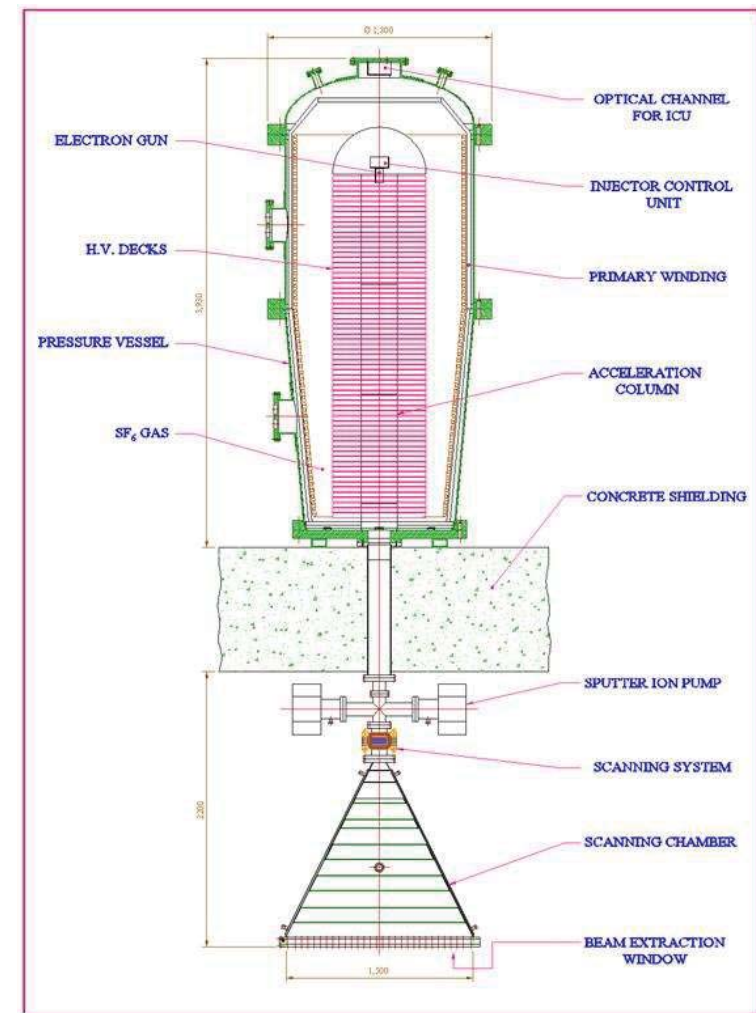 Ø 1,300
OPTICAL CHANNEL
FOR ICU
ELECTRON GUN
INJECTOR CONTROL
UNIT
H.V. DECKS
PRIMARY WINDING
3,930
PRESSURE VESSEL
ACCELERATION
COLUMN
SF₆ GAS
CONCRETE SHIELDING
SPUTTER ION PUMP
SCANNING SYSTEM
2200
SCANNING CHAMBER
BEAM EXTRACTION
WINDOW
1,300